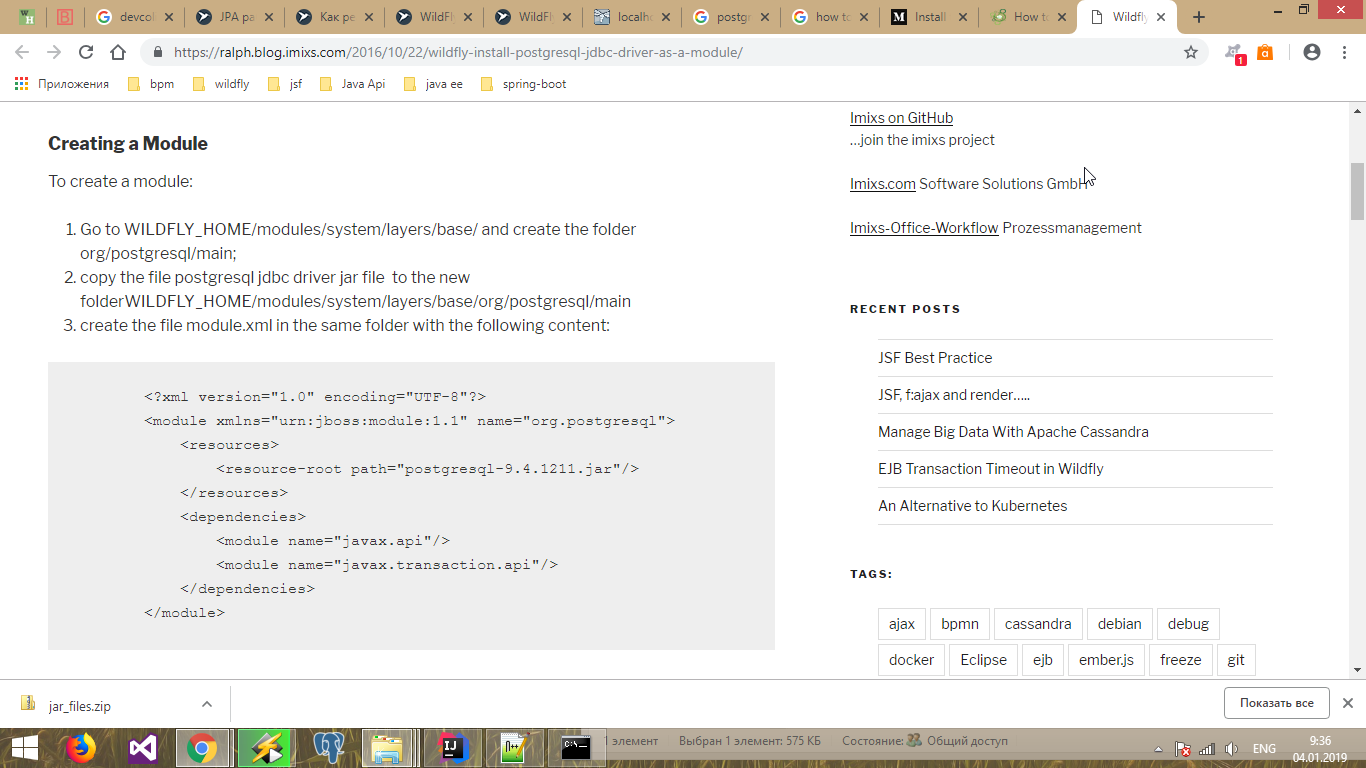 devcol
JPA pa
Как ре
WildFl
WildFl
localho
postgr
how to
Install
How to
Wildfly
https://ralph.blog.imixs.com/2016/10/22/wildfly-install-postgresql-jdbc-driver-as-a-module/
1
Приложения
bpm
wildfly
jsf
Java Api
java ee
spring-boot
Creating a Module
To create a module:
1. Go to WILDFLY_HOME/modules/system/layers/base/ and create the folder
org/postgresql/main;
2. copy the file postgresql jdbc driver jar file to the new
folderWILDFLY_HOME/modules/system/layers/base/org/postgresql/main
3. create the file module.xml in the same folder with the following content:
<?xml version="1.0" encoding="UTF-8"?>
<module xmlns="urn:jboss:module:1.1" name="org.postgresql">
<resources>
<resource-root path="postgresql-9.4.1211.jar"/>
</resources>
<dependencies>
<module name="javax.api"/>
<module name="javax.transaction.api"/>
</dependencies>
</module>
Imixs on GitHub
...join the imixs project
Imixs.com Software Solutions GmbH
Imixs-Office-Workflow Prozessmanagement
RECENT POSTS
JSF Best Practice
JSF, f:ajax and render.....
Manage Big Data With Apache Cassandra
EJB Transaction Timeout in Wildfly
An Alternative to Kubernetes
TAGS:
ajax bpmn cassandra debian debug
docker Eclipse ejb ember.js freeze git
jar_files.zip
Показать все
1 элемент Выбран 1 элемент: 575 КБ Состояние: Общий доступ
ENG
9:36
04.01.2019